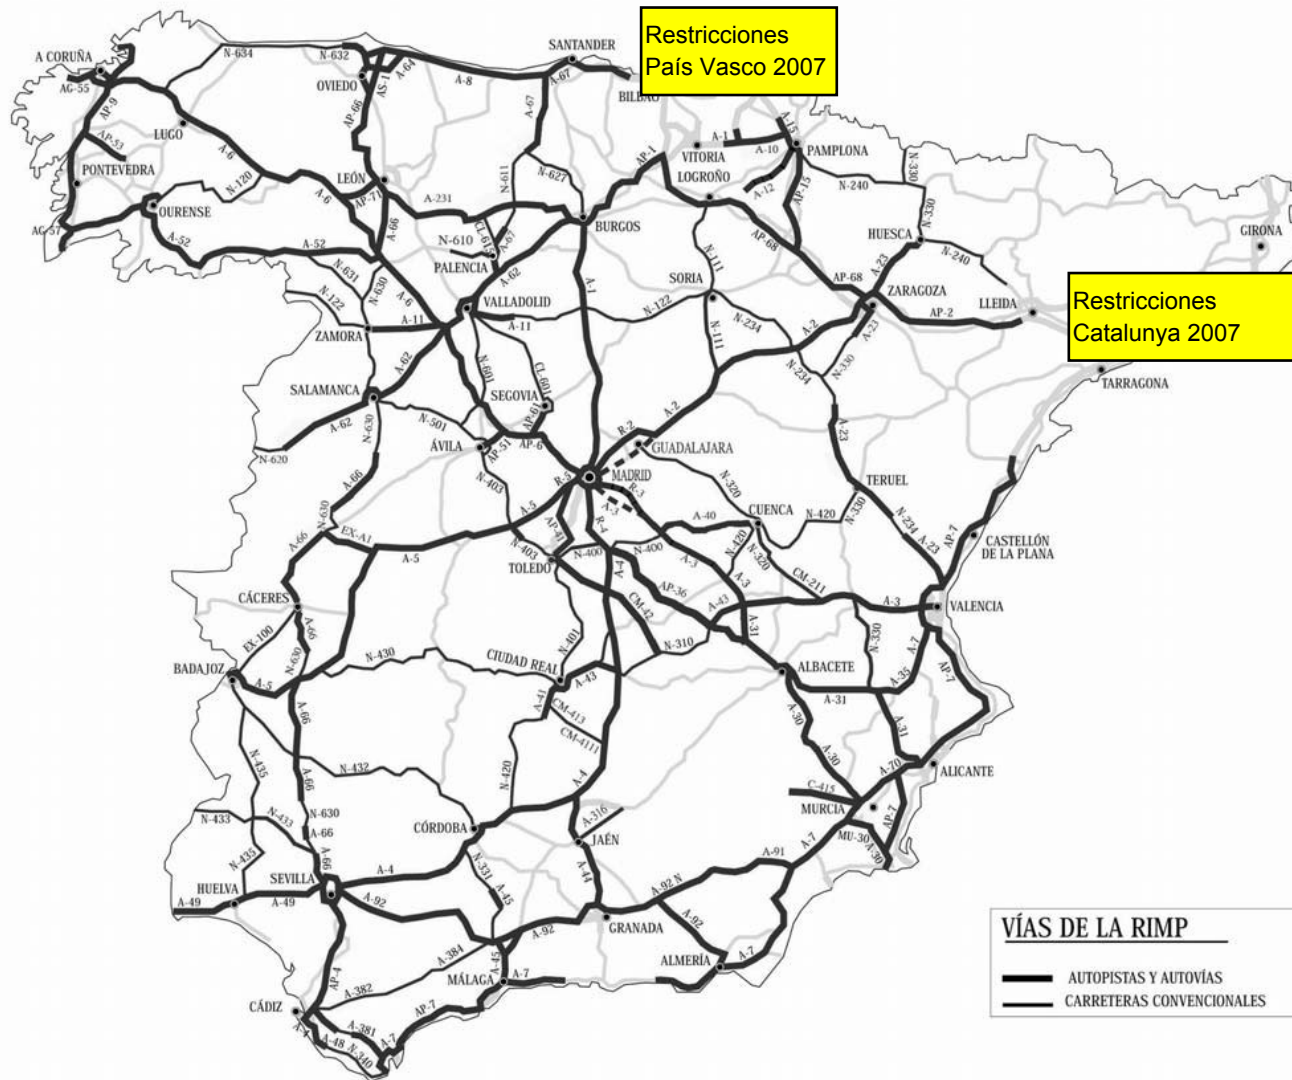 Restricciones
País Vasco 2007
A CORUÑA
N-634
N-632
SANTANDER
OVIEDO
AS-1
A-64
A-8
A-67
BILBAO
AG-55
AP-9
AP-66
A-67
LUGO
AP-53
A-6
PONTEVEDRA
N-120
LEÓN
A-6
AP-71
A-231
N-611
N-627
AP-1
VITORIA
A-1
A-15
A-10
PAMPLONA
LOGROÑO
A-12
AP-15
N-240
N-330
N-330
OURENSE
AG-57
A-52
A-52
A-66
N-610
CL-615
A-67
PALENCIA
A-62
BURGOS
AP-68
HUESCA
GIRONA
N-631
N-630
A-6
A-1
N-111
SORIA
AP-68
A-23
N-240
ZARAGOZA
LLEIDA
Restricciones
Catalunya 2007
N-122
A-11
VALLADOLID
A-11
N-122
N-234
A-2
A-23
AP-2
ZAMORA
A-62
N-601
CL-601
N-111
N-234
N-330
TARRAGONA
SALAMANCA
SEGOVIA
AP-61
A-62
N-630
N-501
ÁVILA
AP-51
AP-6
R-2
A-2
GUADALAJARA
A-23
N-620
A-66
N-403
R-5
MADRID
R-3
A-3
N-320
TERUEL
N-330
N-630
A-5
AP-41
R-4
A-40
CUENCA
N-420
N-234
A-23
AP-7
A-66
EX-A1
A-5
N-403
TOLEDO
N-400
N-400
A-4
A-3
N-420
N-320
CASTELLÓN
DE LA PLANA
CÁCERES
AP-36
A-3
CM-211
A-43
A-3
VALENCIA
EX-100
A-66
CM-42
A-31
N-630
N-430
N-401
N-310
N-330
A-7
AP-7
BADAJOZ
A-5
CIUDAD REAL
A-43
ALBACETE
A-35
A-31
A-66
A-41
CM-413
CM-4111
A-30
A-31
N-435
A-66
N-432
N-420
A-4
A-30
A-70
ALICANTE
C-415
N-433
N-433
N-630
A-66
CÓRDOBA
A-316
JAÉN
MURCIA
AP-7
MU-30
A-30
N-435
A-66
A-4
N-331
A-44
A-91
A-7
SEVILLA
HUELVA
A-49
A-49
A-92
A-45
A-92 N
A-92
GRANADA
A-92
AP-4
A-384
A-45
MÁLAGA
A-7
ALMERÍA
A-7
A-382
AP-7
CÁDIZ
A-4
A-48
A-381
N-340
A-7
VÍAS DE LA RIMP
AUTOPISTAS Y AUTOVÍAS
CARRETERAS CONVENCIONALES